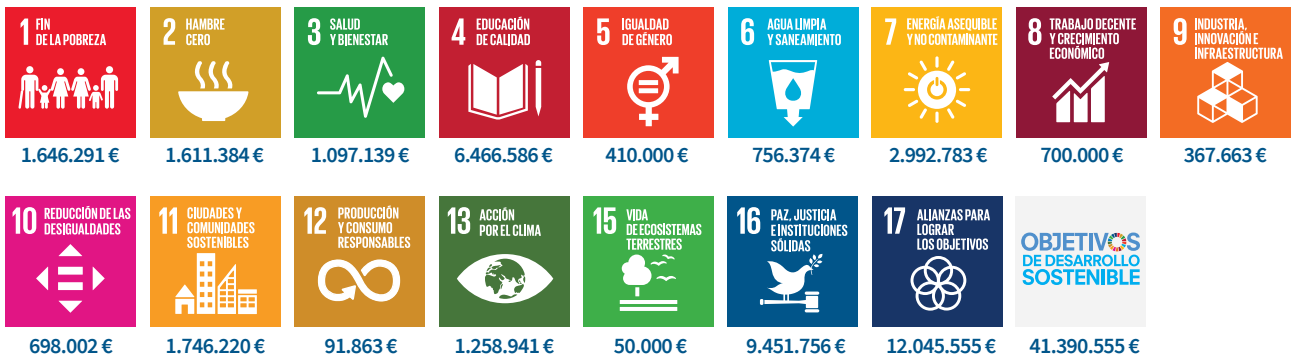 1 FIN
DE LA POBREZA
1.646.291 €
2 HAMBRE
CERO
1.611.384 €
3 SALUD
Y BIENESTAR
1.097.139 €
4 EDUCACIÓN
DE CALIDAD
6.466.586 €
5 IGUALDAD
DE GÉNERO
410.000 €
6 AGUA LIMPIA
Y SANEAMIENTO
756.374 €
7 ENERGÍA ASEQUIBLE
Y NO CONTAMINANTE
2.992.783 €
8 TRABAJO DECENTE
Y CRECIMIENTO
ECONÓMICO
700.000 €
9 INDUSTRIA,
INNOVACIÓN E
INFRAESTRUCTURA
367.663 €
10 REDUCCIÓN DE LAS
DESIGUALDADES
698.002 €
11 CIUDADES Y
COMUNIDADES
SOSTENIBLES
1.746.220 €
12 PRODUCCIÓN
Y CONSUMO
RESPONSABLES
91.863 €
13 ACCIÓN
POR EL CLIMA
1.258.941 €
15 VIDA
DE ECOSISTEMAS
TERRESTRES
50.000 €
16 PAZ, JUSTICIA
E INSTITUCIONES
SÓLIDAS
9.451.756 €
17 ALIANZAS PARA
LOGRAR
LOS OBJETIVOS
12.045.555 €
OBJETIVOS
DE DESARROLLO
SOSTENIBLE
41.390.555 €